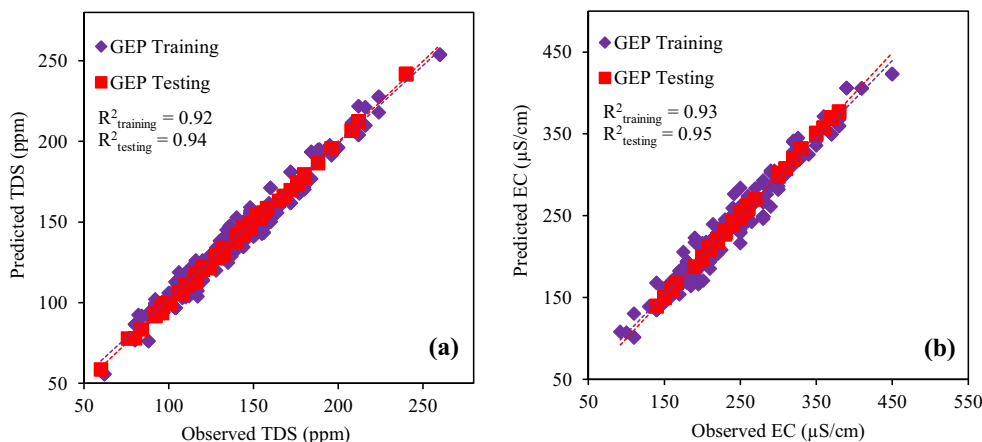 Predicted TDS (ppm)
250
200
150
100
50
GEP Training
GEP Testing
R²training = 0.92
R²testing = 0.94
(a)
50 100 150 200 250
Observed TDS (ppm)
Predicted EC (µS/cm)
550
450
350
250
150
50
GEP Training
GEP Testing
R²training = 0.93
R²testing = 0.95
(b)
50 150 250 350 450 550
Observed EC (µS/cm)